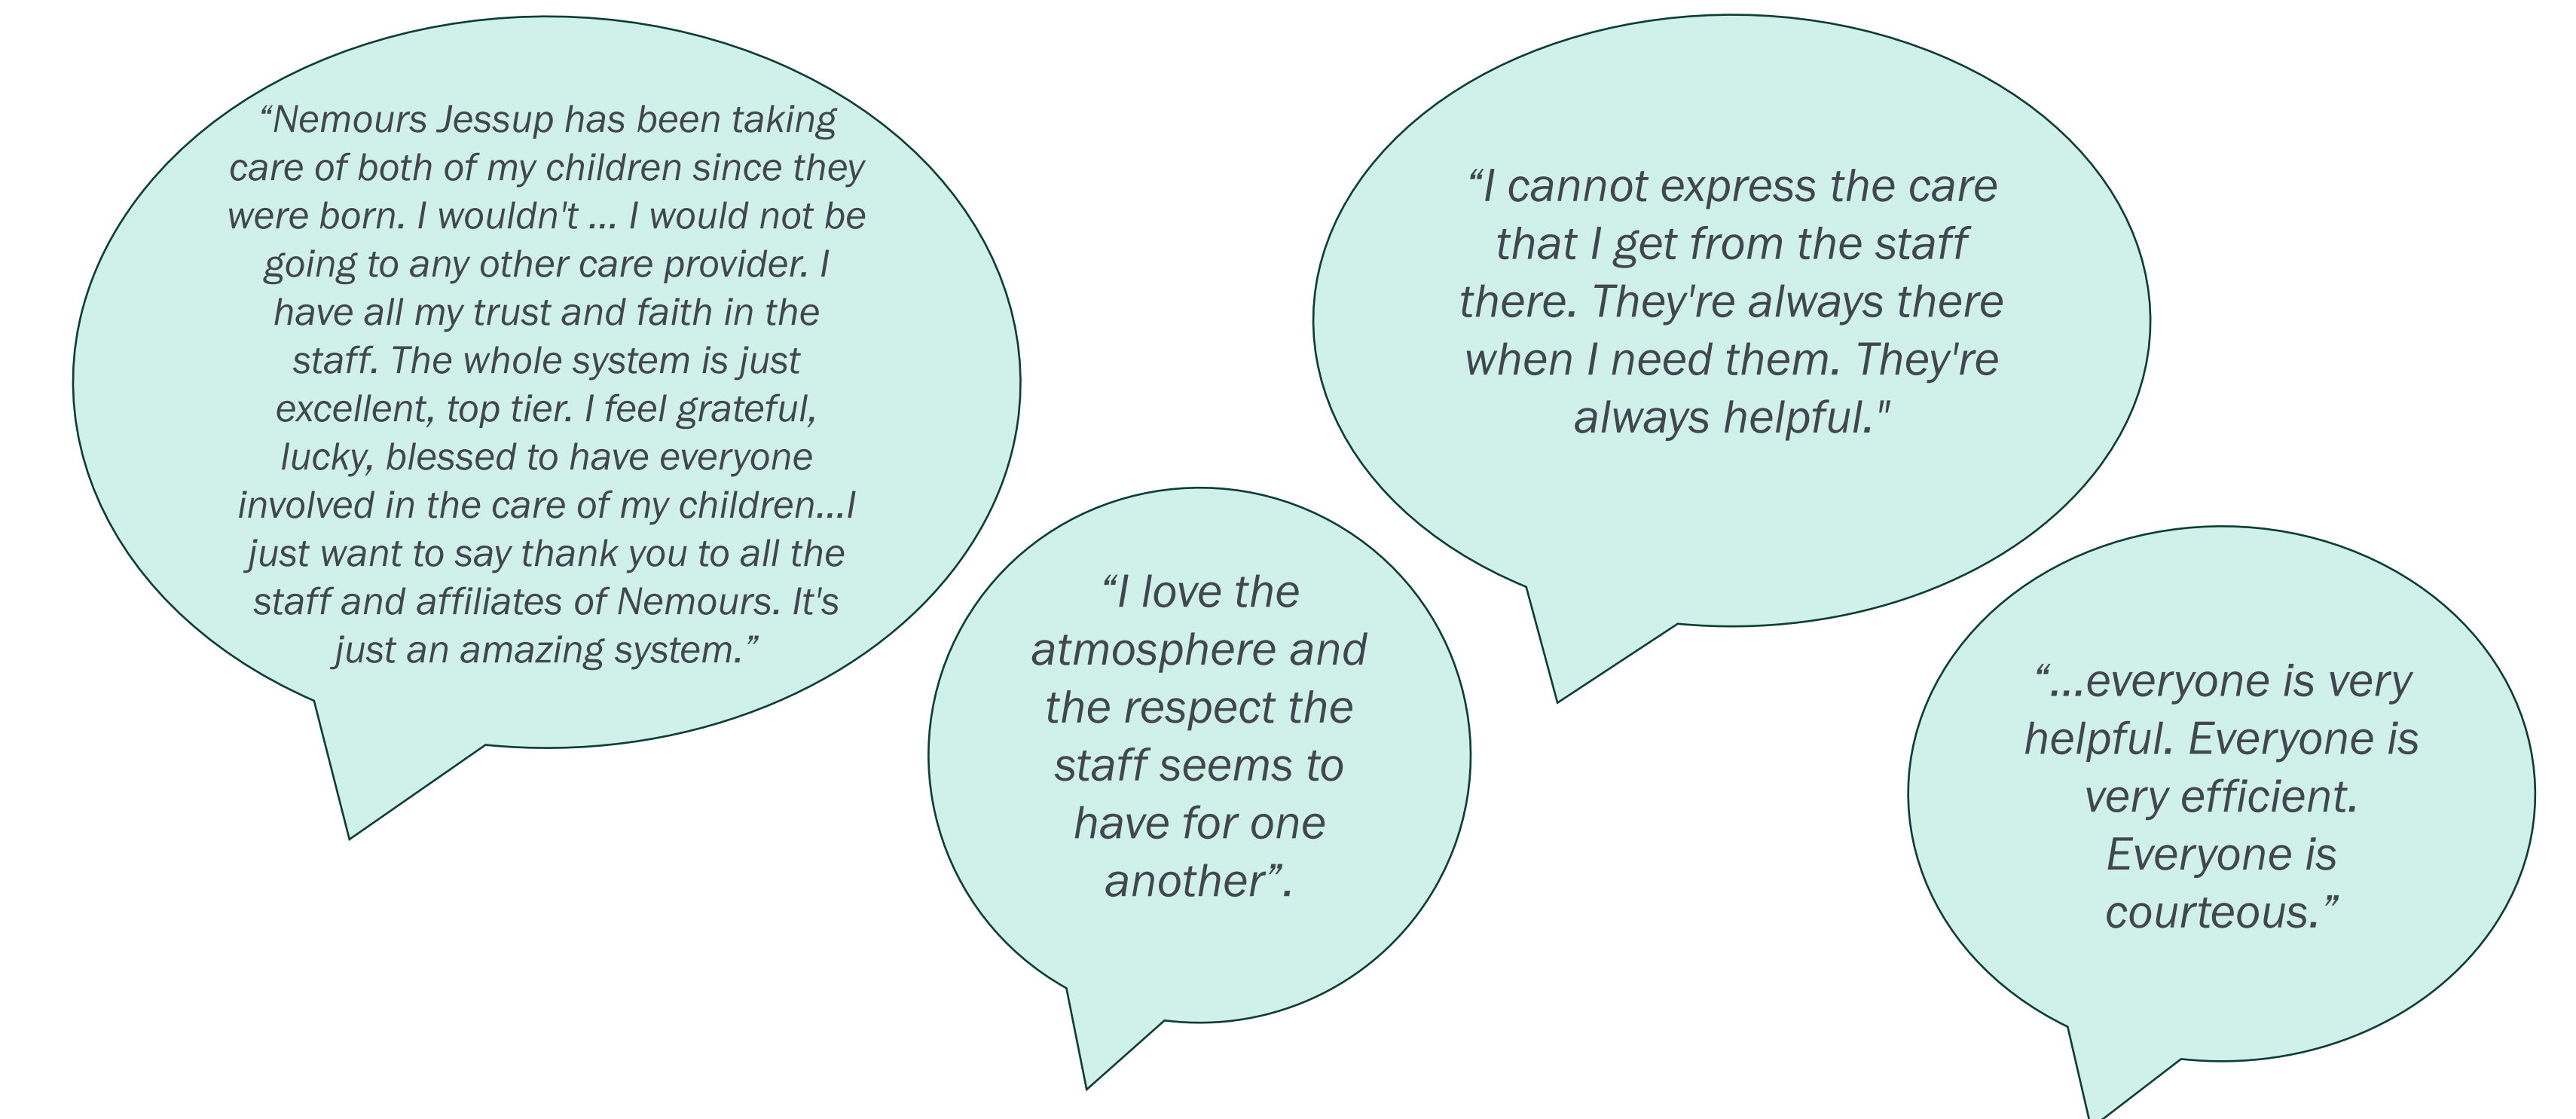 “Nemours Jessup has been taking
care of both of my children since they
were born. I wouldn't ... I would not be
going to any other care provider. I
have all my trust and faith in the
staff. The whole system is just
excellent, top tier. I feel grateful,
lucky, blessed to have everyone
involved in the care of my children...I
just want to say thank you to all the
staff and affiliates of Nemours. It's
just an amazing system.”
“I love the
atmosphere and
the respect the
staff seems to
have for one
another”.
“I cannot express the care
that I get from the staff
there. They're always there
when I need them. They're
always helpful."
“...everyone is very
helpful. Everyone is
very efficient.
Everyone is
courteous.”